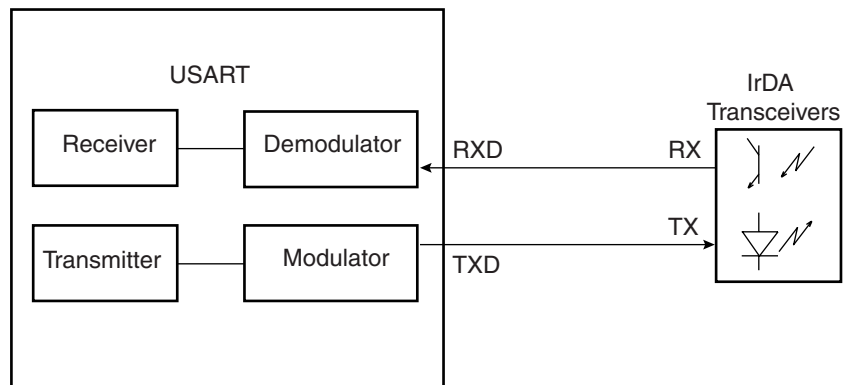 USART
IrDA
Transceivers
Receiver
Demodulator
RXD
RX
Transmitter
Modulator
TXD
TX